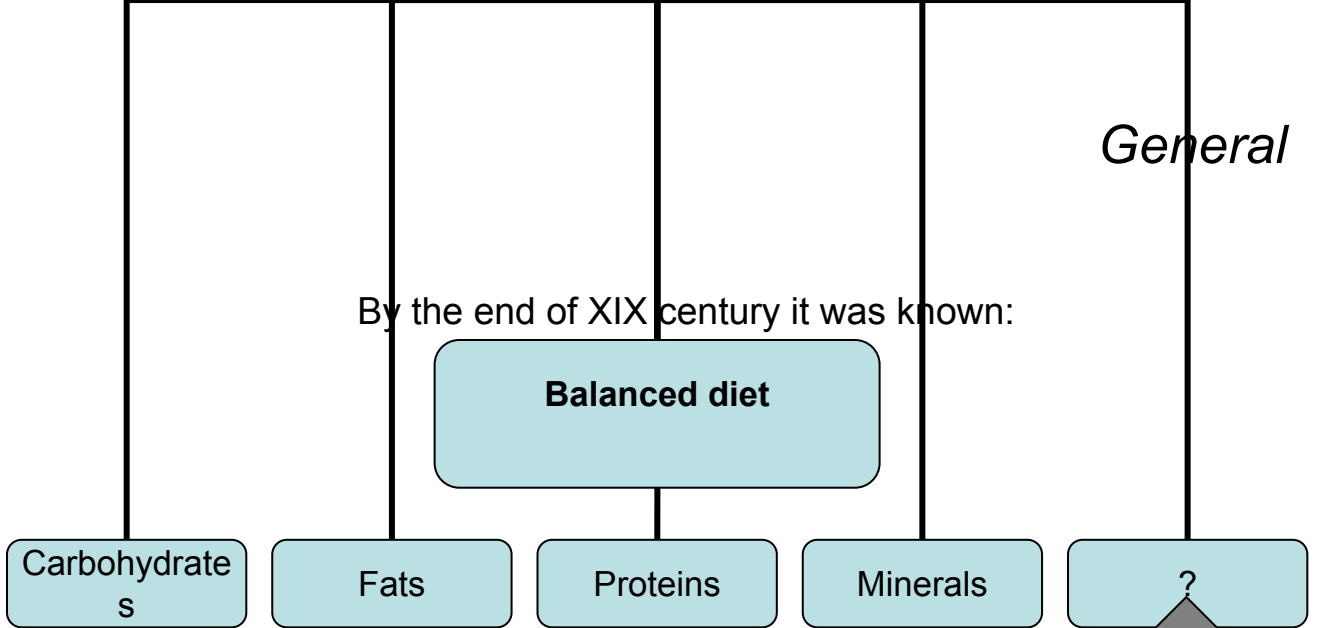 General
By the end of XIX century it was known:
Balanced diet
Carbohydrate
s
Fats
Proteins
Minerals
?